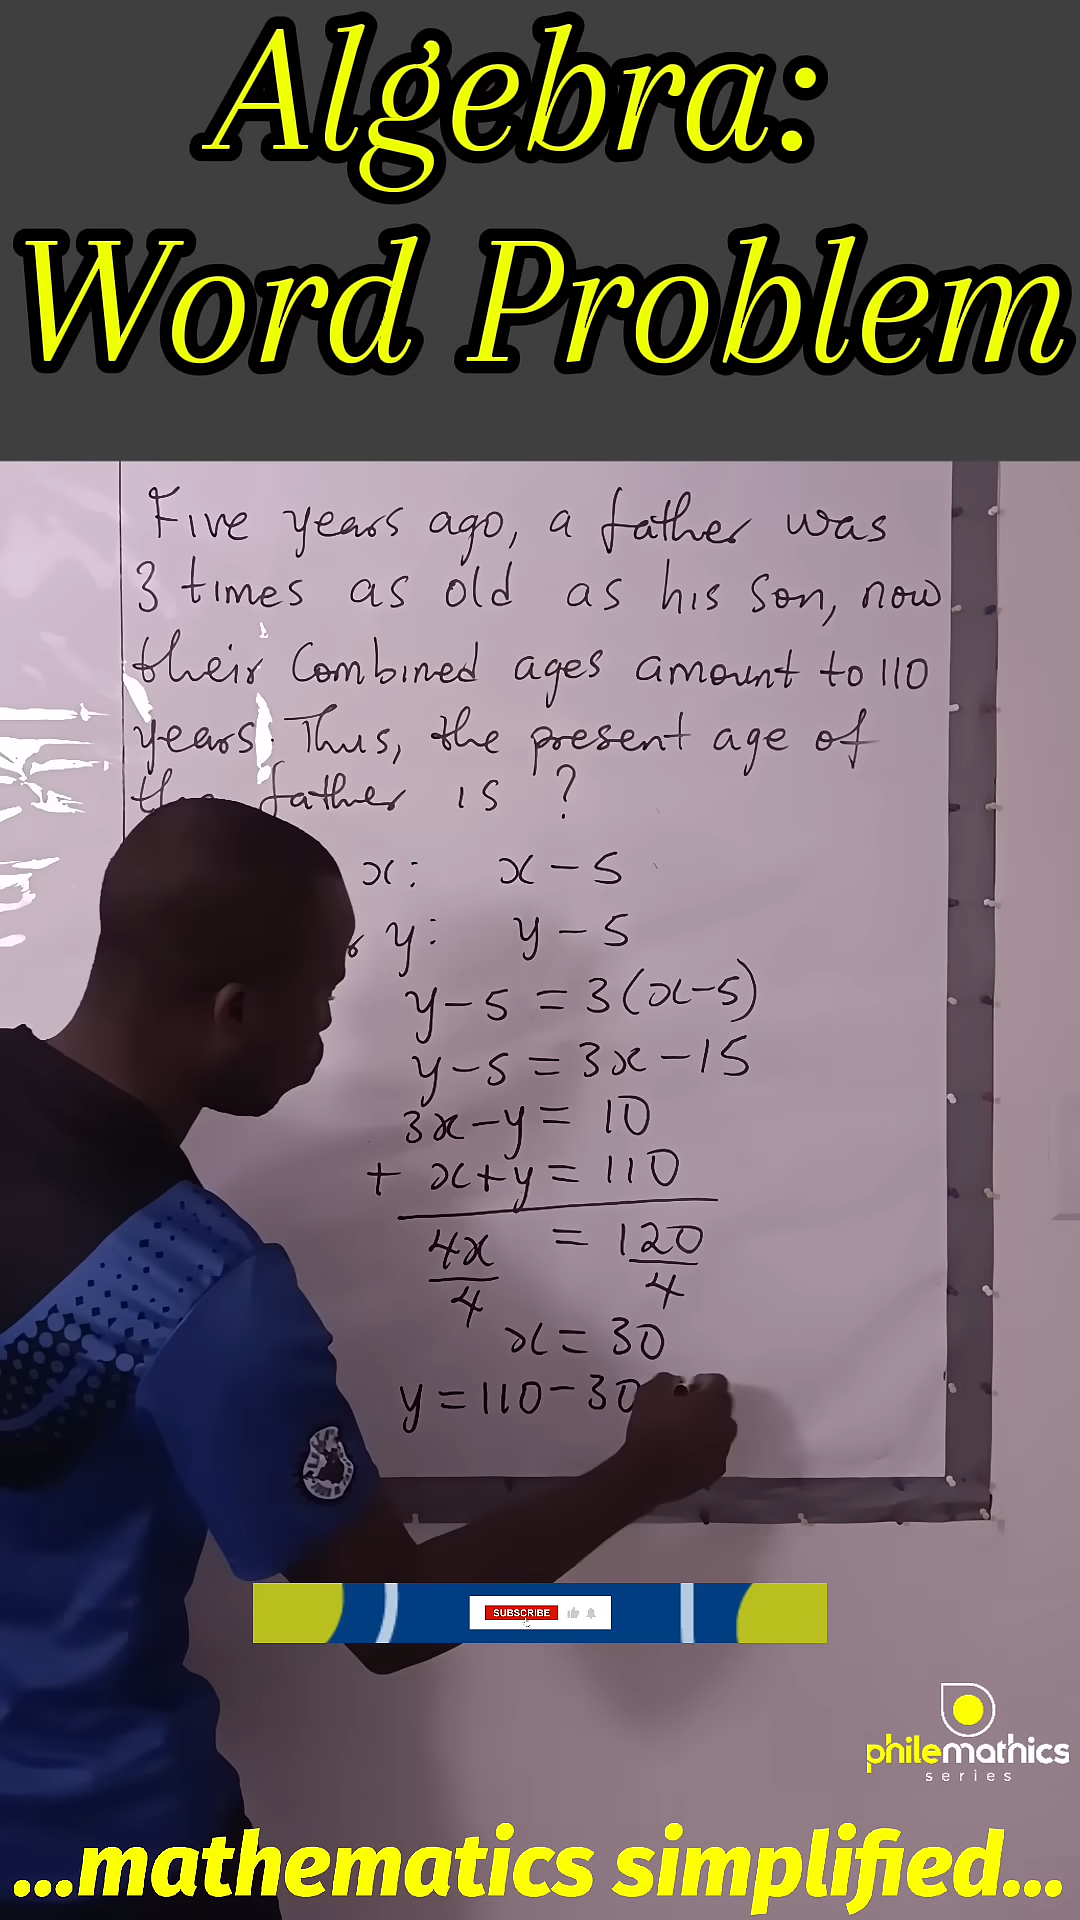 Algebra:
Word Problem
Five years ago, a father was
3 times as old as his son, now
their combined ages amount to 110
years. Thus, the present age of
the father is ?
x: x - 5
y: y - 5
y - 5 = 3(x - 5)
y - 5 = 3x - 15
3x - y = 10
+ x + y = 110
4x = 120
4 4
x = 30
y = 110 - 30
SUBSCRIBE
philemathics
series
...mathematics simplified...